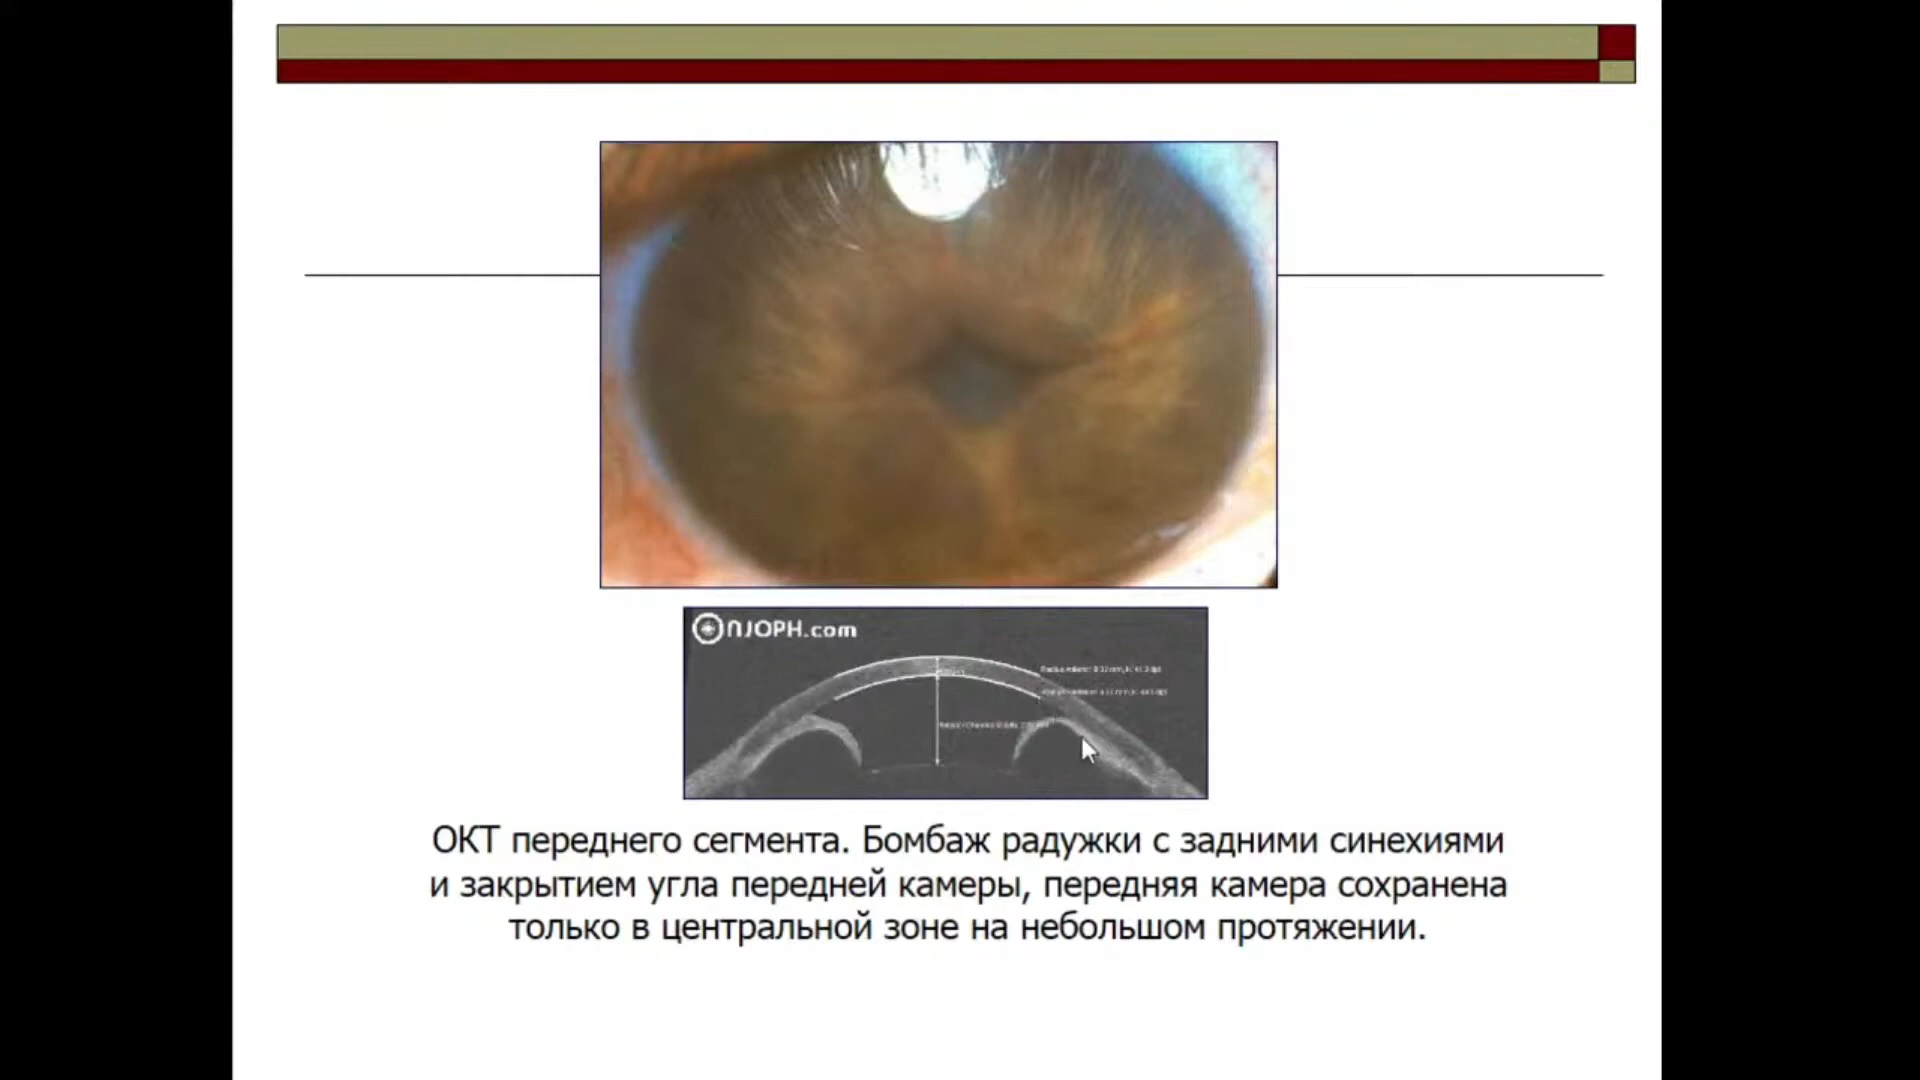 NJOPH.com
ОКТ переднего сегмента. Бомбаж радужки с задними синехиями
и закрытием угла передней камеры, передняя камера сохранена
только в центральной зоне на небольшом протяжении.